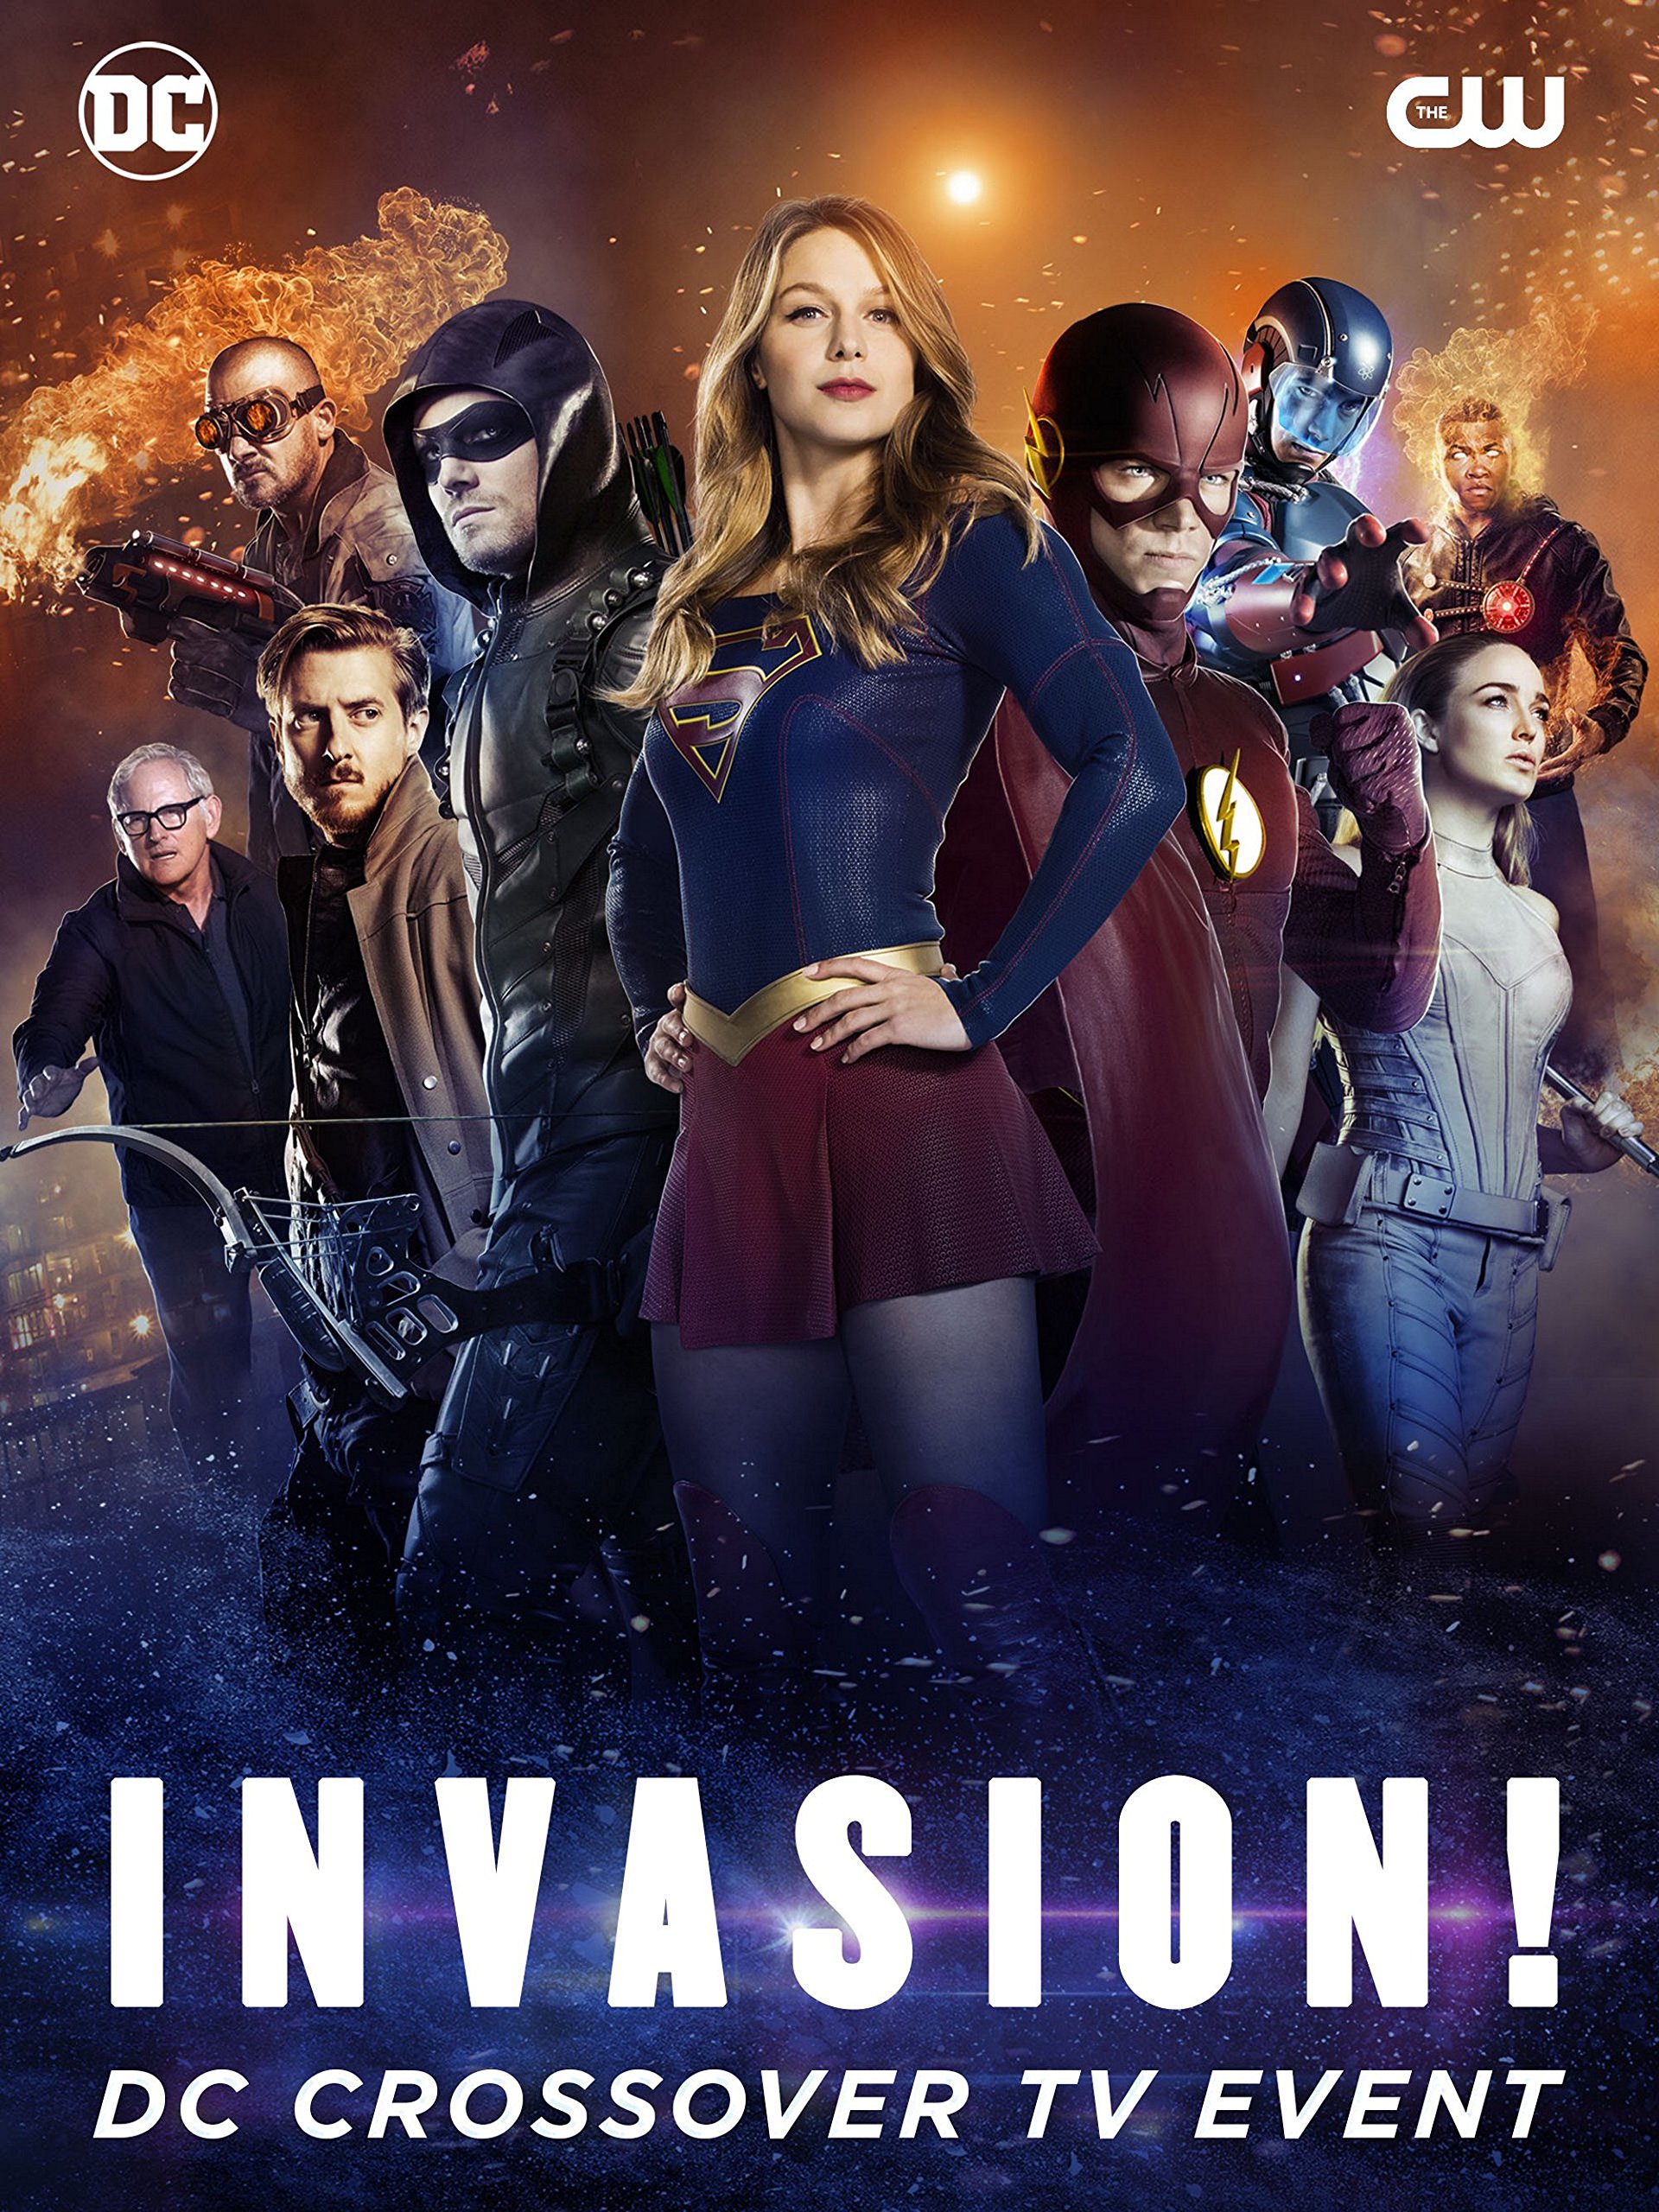 DC
THE CW
INVASION!
DC CROSSOVER TV EVENT